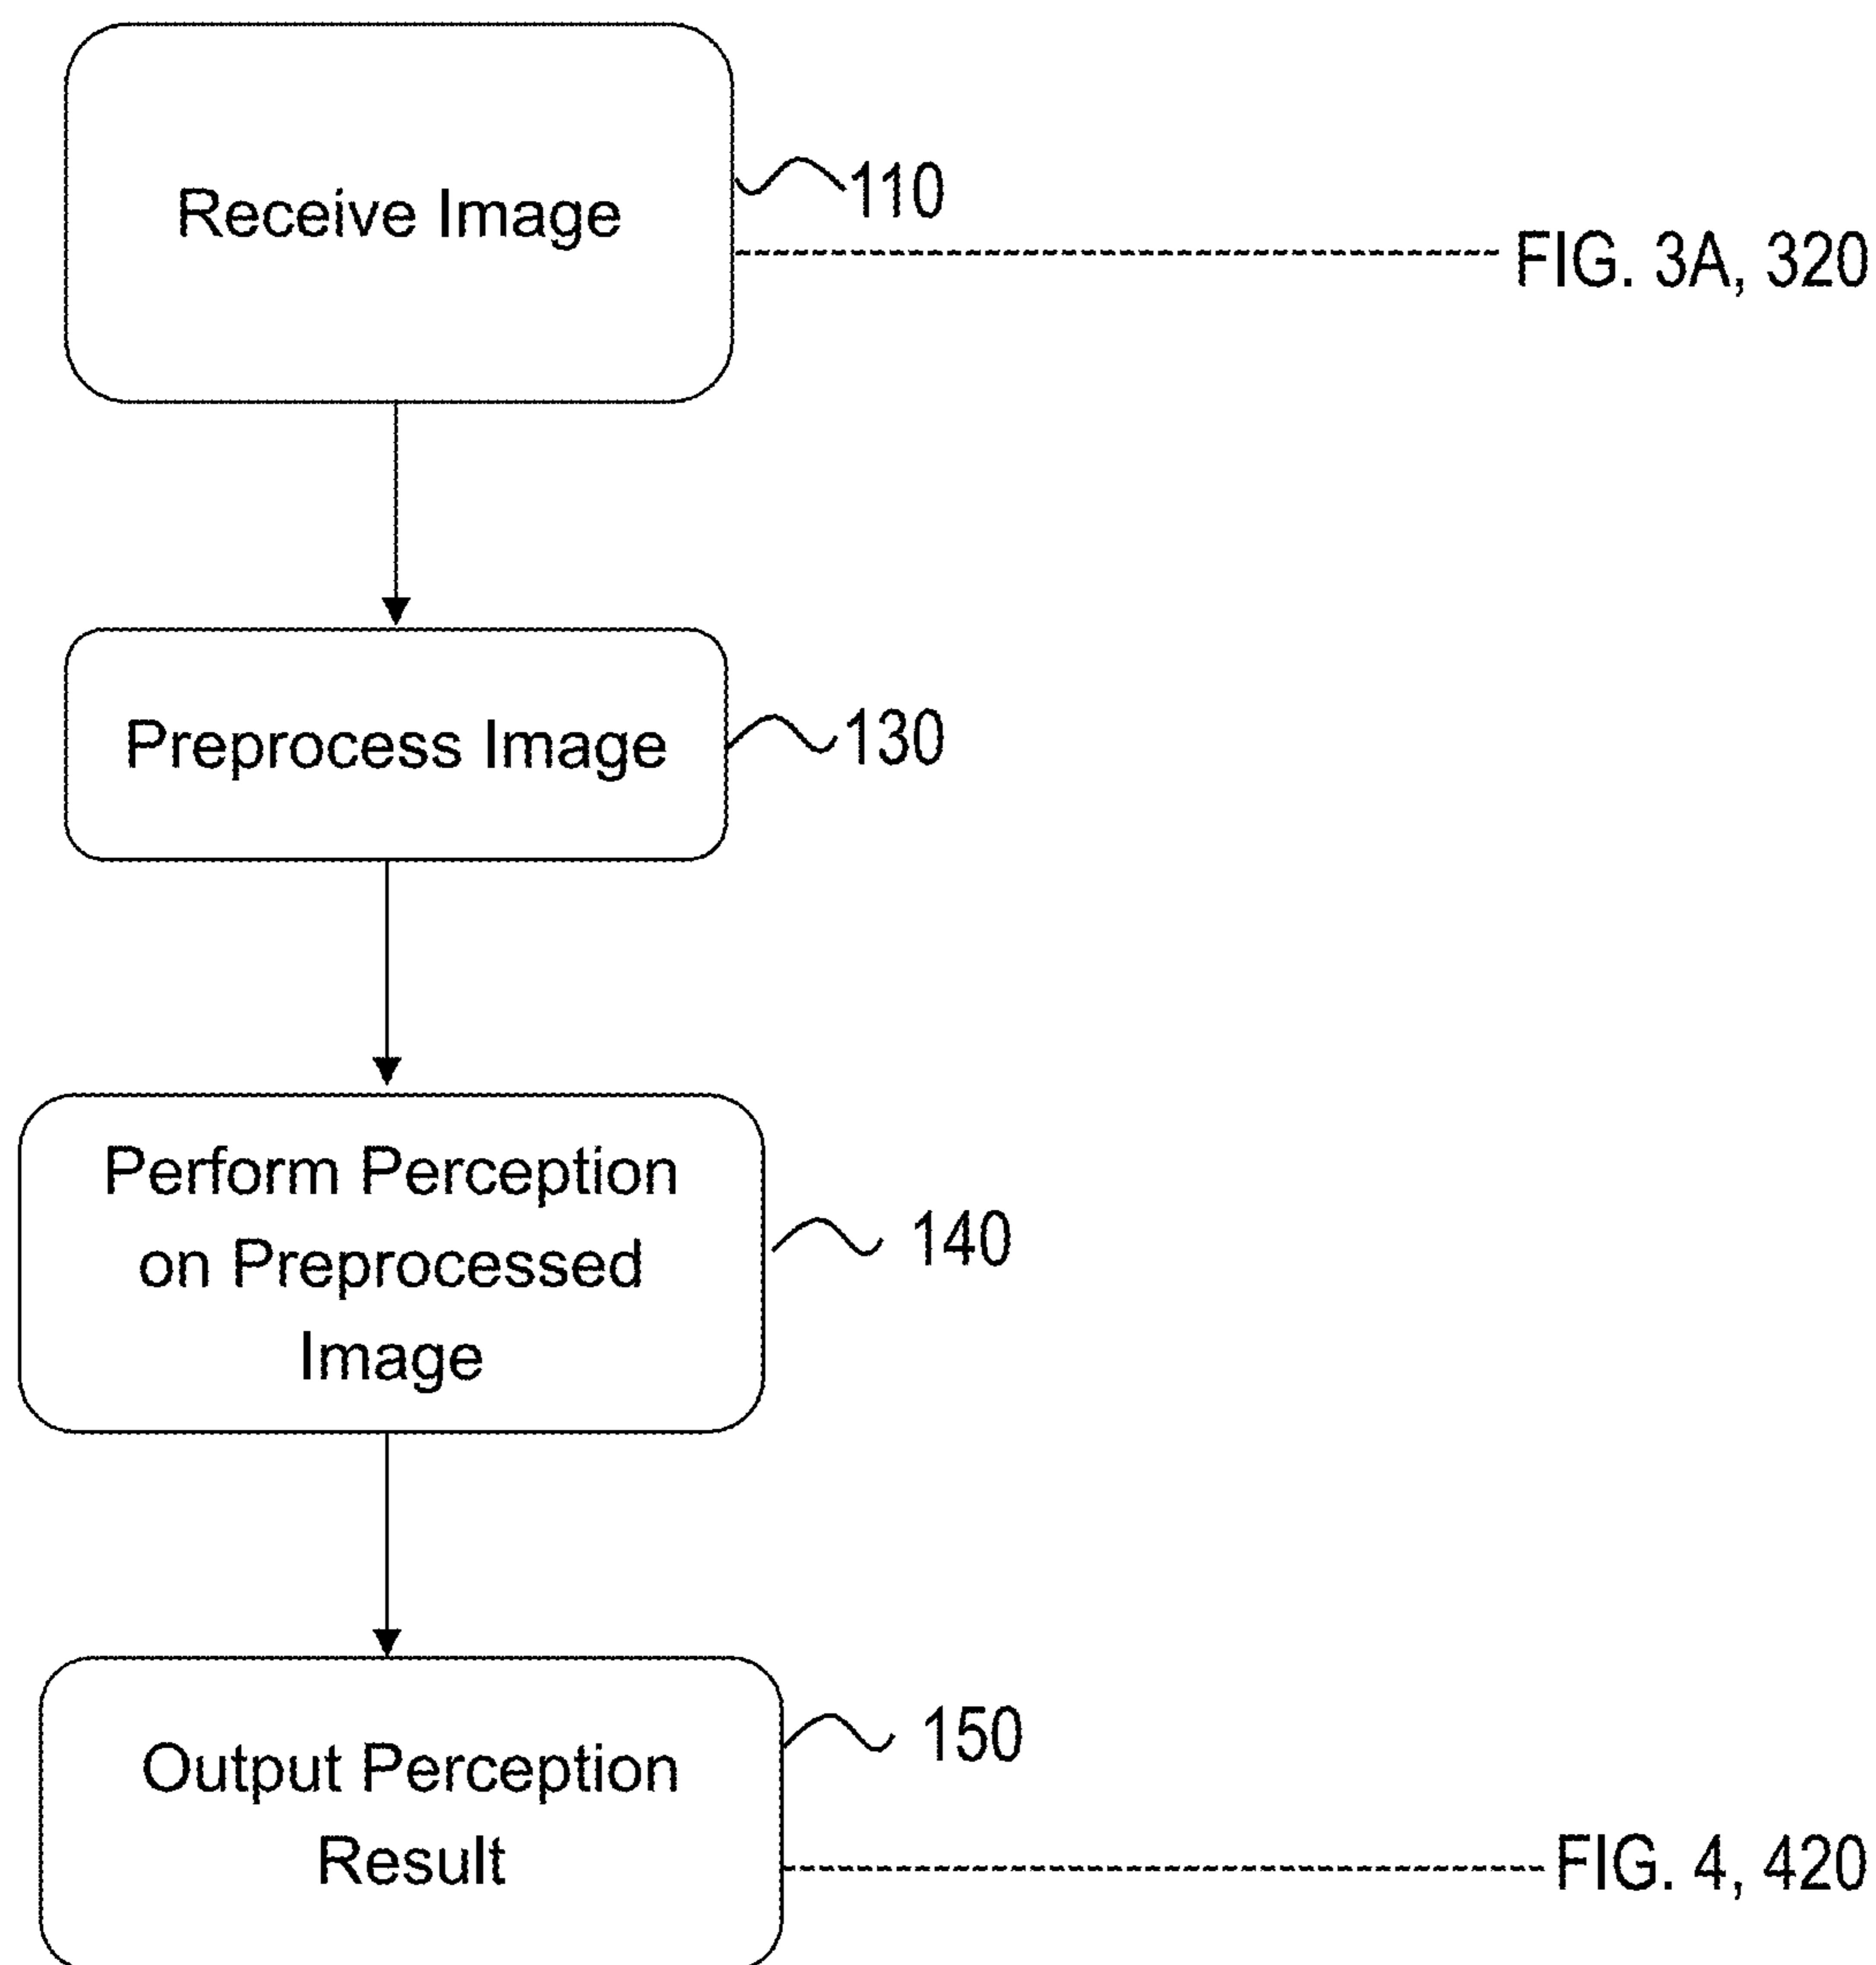 Receive Image
110
FIG. 3A, 320
Preprocess Image
130
Perform Perception
on Preprocessed
Image
140
Output Perception
Result
150
FIG. 4, 420